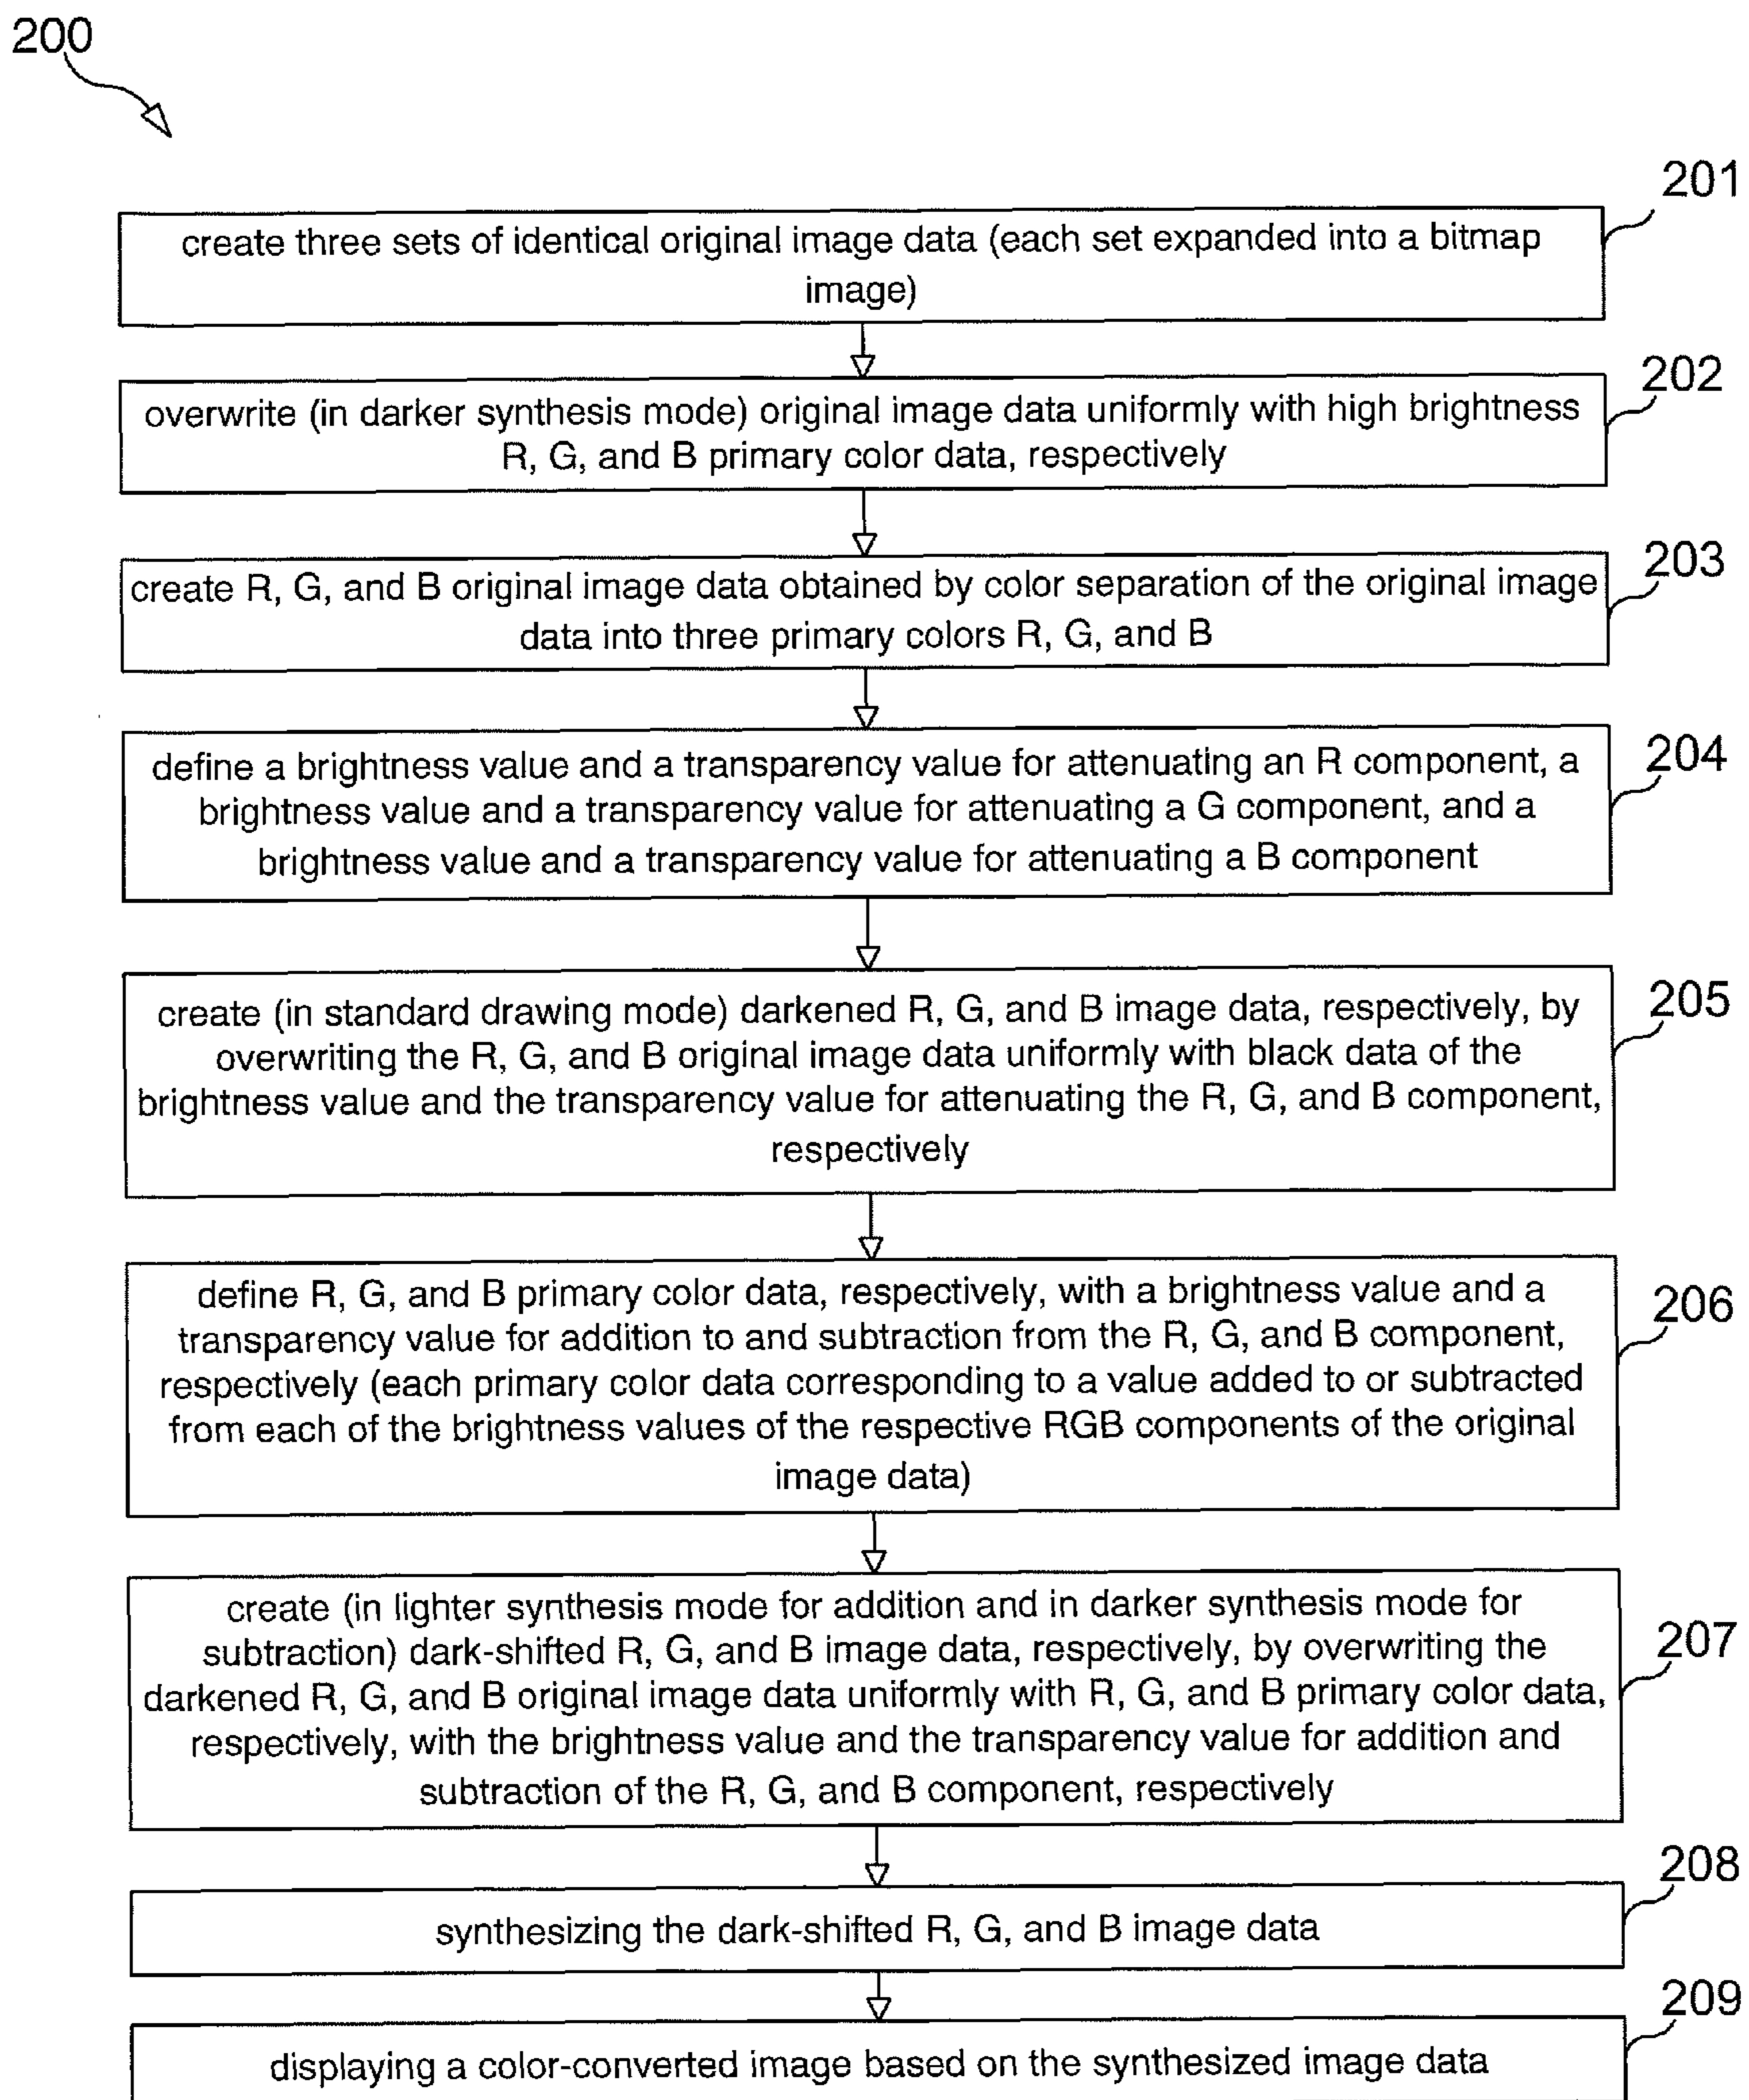 200
201
create three sets of identical original image data (each set expanded into a bitmap
image)
202
overwrite (in darker synthesis mode) original image data uniformly with high brightness
R, G, and B primary color data, respectively
203
create R, G, and B original image data obtained by color separation of the original image
data into three primary colors R, G, and B
204
define a brightness value and a transparency value for attenuating an R component, a
brightness value and a transparency value for attenuating a G component, and a
brightness value and a transparency value for attenuating a B component
205
create (in standard drawing mode) darkened R, G, and B image data, respectively, by
overwriting the R, G, and B original image data uniformly with black data of the
brightness value and the transparency value for attenuating the R, G, and B component,
respectively
206
define R, G, and B primary color data, respectively, with a brightness value and a
transparency value for addition to and subtraction from the R, G, and B component,
respectively (each primary color data corresponding to a value added to or subtracted
from each of the brightness values of the respective RGB components of the original
image data)
207
create (in lighter synthesis mode for addition and in darker synthesis mode for
subtraction) dark-shifted R, G, and B image data, respectively, by overwriting the
darkened R, G, and B original image data uniformly with R, G, and B primary color data,
respectively, with the brightness value and the transparency value for addition and
subtraction of the R, G, and B component, respectively
208
synthesizing the dark-shifted R, G, and B image data
209
displaying a color-converted image based on the synthesized image data